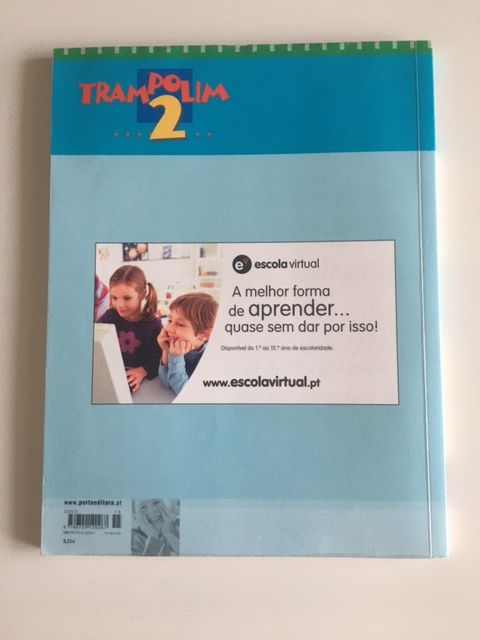 TRAMPOLIM
2
escola virtual
A melhor forma
de aprender...
quase sem dar por isso!
Disponível do 1.º ao 12.º ano de escolaridade.
www.escolavirtual.pt
www.portoeditora.pt